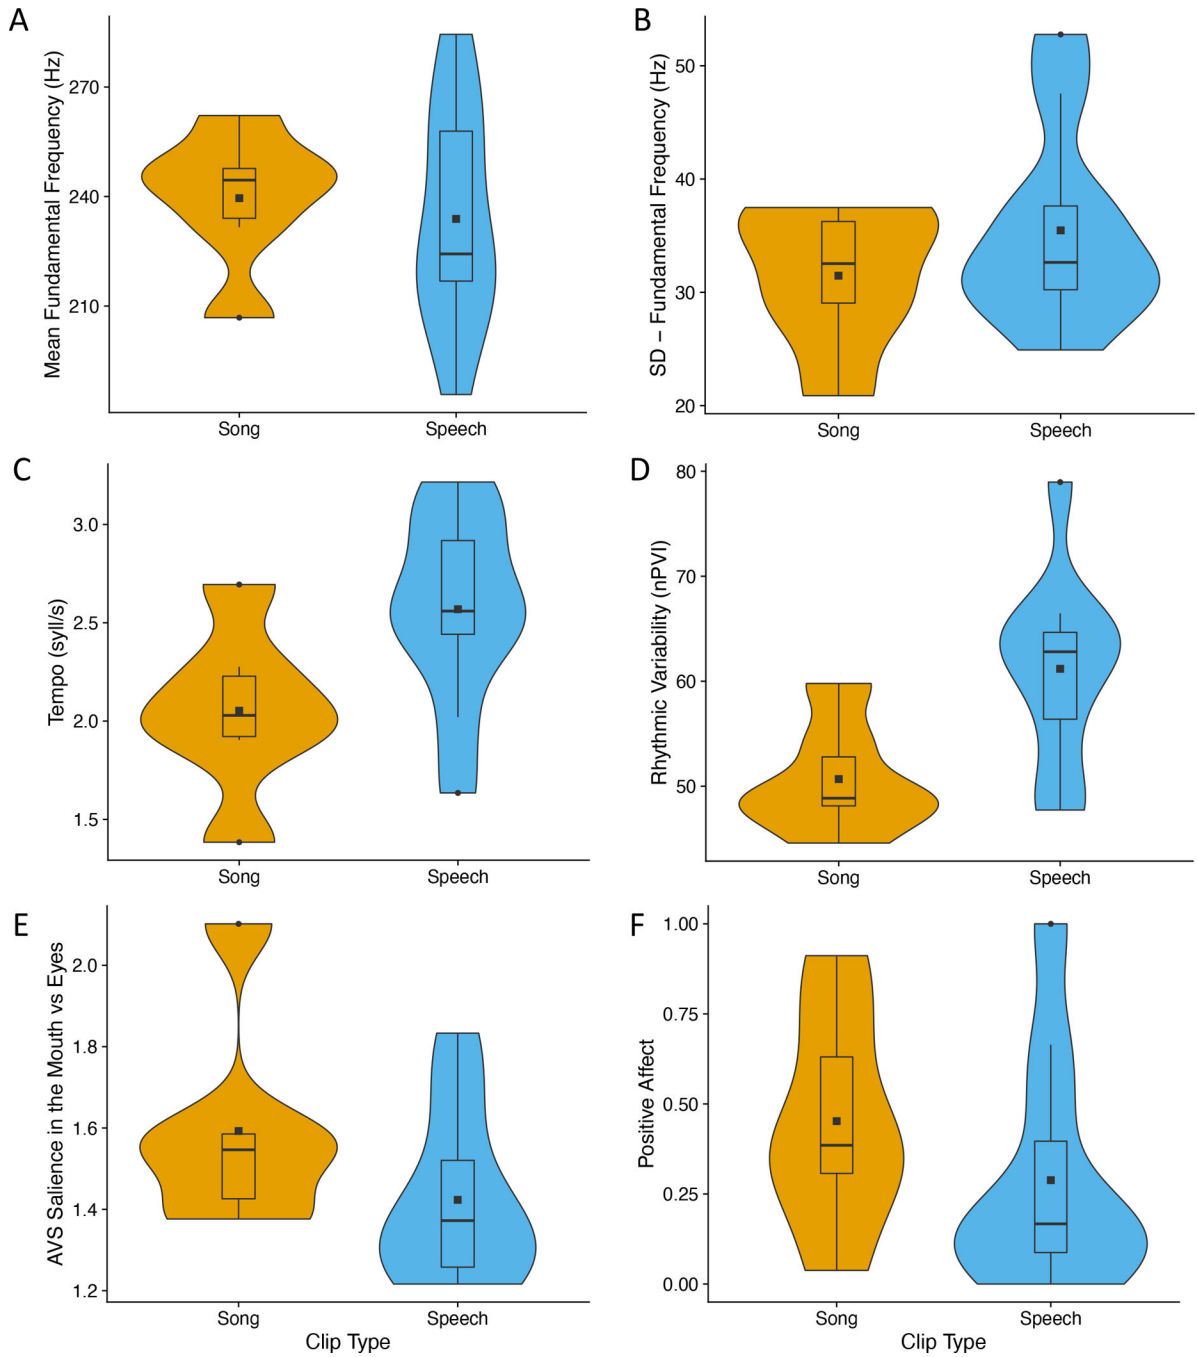 A
Mean Fundamental Frequency (Hz)
270
240
210
Song
Speech
B
SD – Fundamental Frequency (Hz)
50
40
30
20
Song
Speech
C
Tempo (syll/s)
3.0
2.5
2.0
1.5
Song
Speech
D
Rhythmic Variability (nPVI)
80
70
60
50
Song
Speech
E
AVS Salience in the Mouth vs Eyes
2.0
1.8
1.6
1.4
1.2
Song
Speech
Clip Type
F
Positive Affect
1.00
0.75
0.50
0.25
0.00
Song
Speech
Clip Type